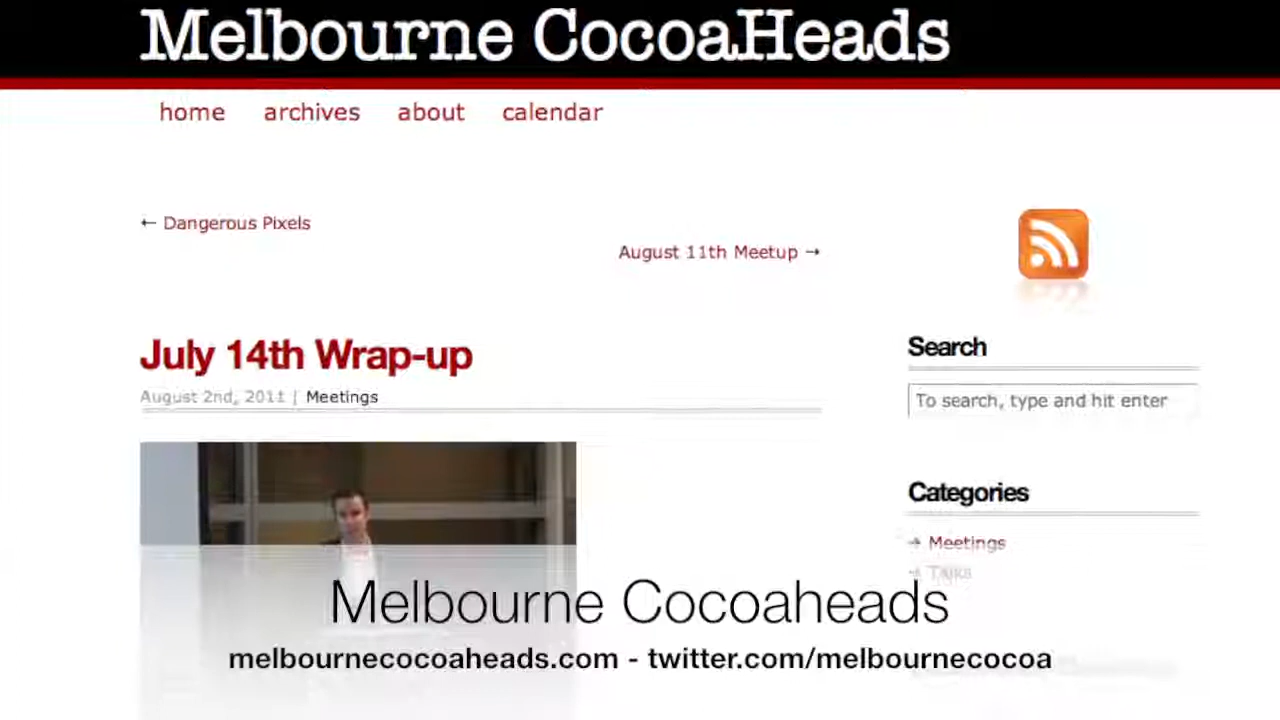 Melbourne CocoaHeads
home archives about calendar
← Dangerous Pixels
August 11th Meetup →
July 14th Wrap-up
August 2nd, 2011 | Meetings
Search
To search, type and hit enter
Categories
→ Meetings
→ Talks
Melbourne Cocoaheads
melbournecocoaheads.com - twitter.com/melbournecocoa